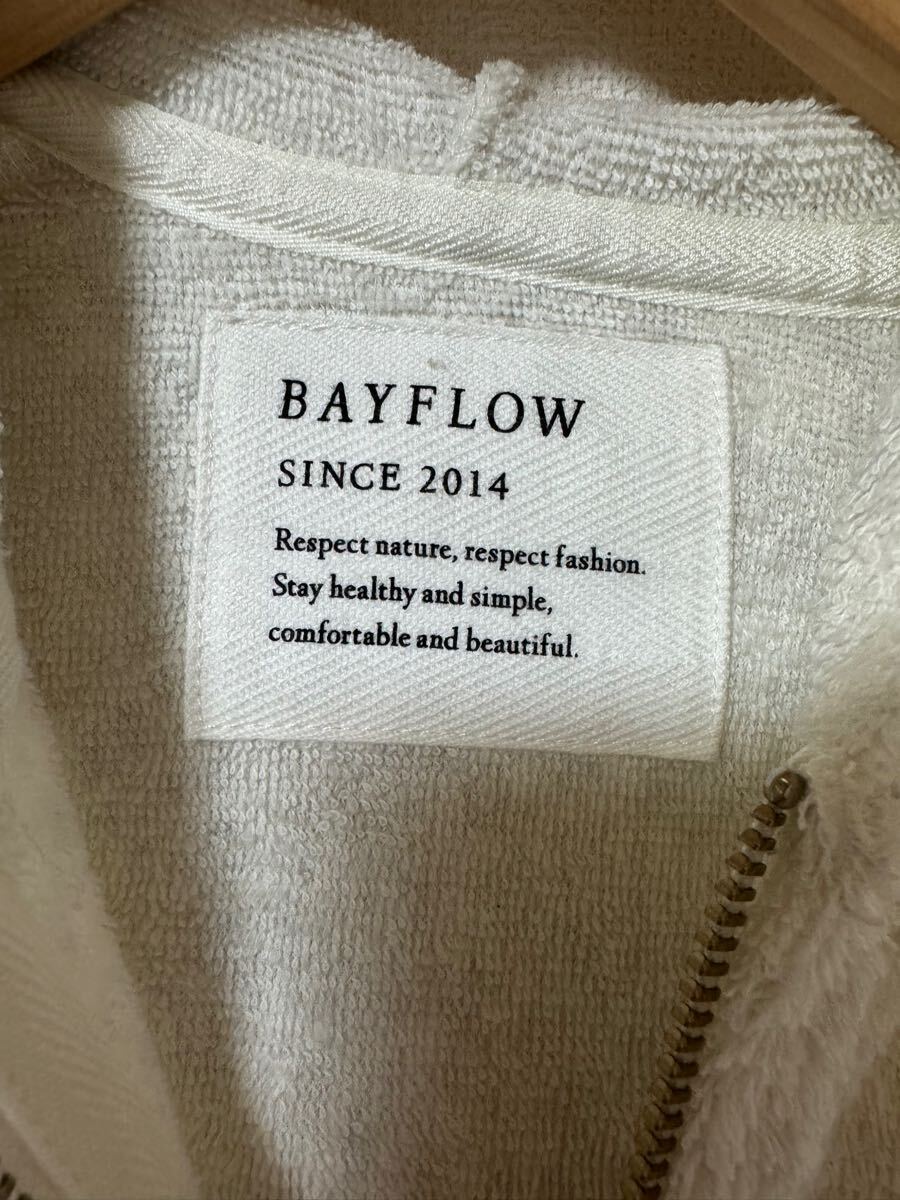 BAYFLOW
SINCE 2014
Respect nature, respect fashion.
Stay healthy and simple,
comfortable and beautiful.